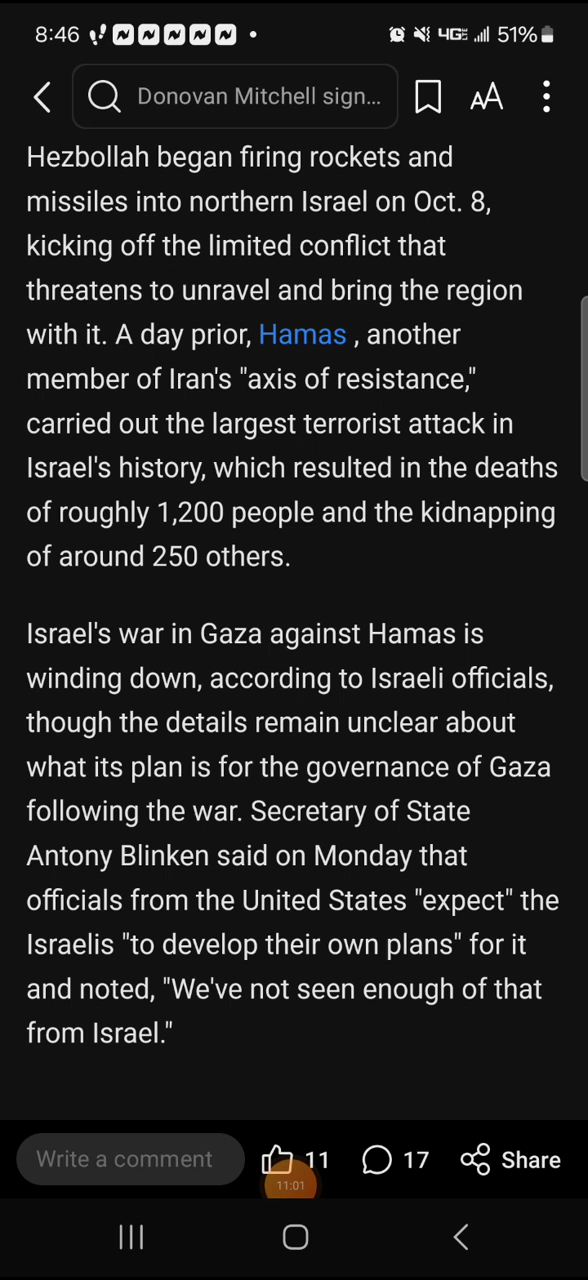 8:46
4G
51%
Donovan Mitchell sign...
AA
Hezbollah began firing rockets and
missiles into northern Israel on Oct. 8,
kicking off the limited conflict that
threatens to unravel and bring the region
with it. A day prior, Hamas , another
member of Iran's "axis of resistance,"
carried out the largest terrorist attack in
Israel's history, which resulted in the deaths
of roughly 1,200 people and the kidnapping
of around 250 others.
Israel's war in Gaza against Hamas is
winding down, according to Israeli officials,
though the details remain unclear about
what its plan is for the governance of Gaza
following the war. Secretary of State
Antony Blinken said on Monday that
officials from the United States "expect" the
Israelis "to develop their own plans" for it
and noted, "We've not seen enough of that
from Israel."
Write a comment
11
17
Share
11:01